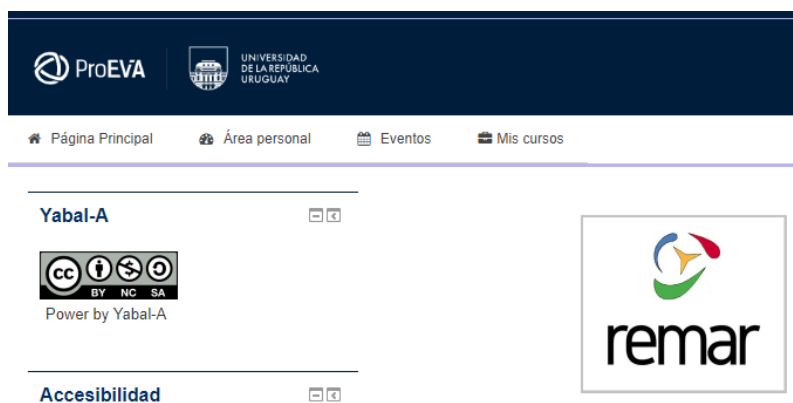 ProEVA
UNIVERSIDAD
DE LA REPÚBLICA
URUGUAY
Página Principal
Área personal
Eventos
Mis cursos
Yabal-A
cc
BY NC SA
Power by Yabal-A
remar
Accesibilidad